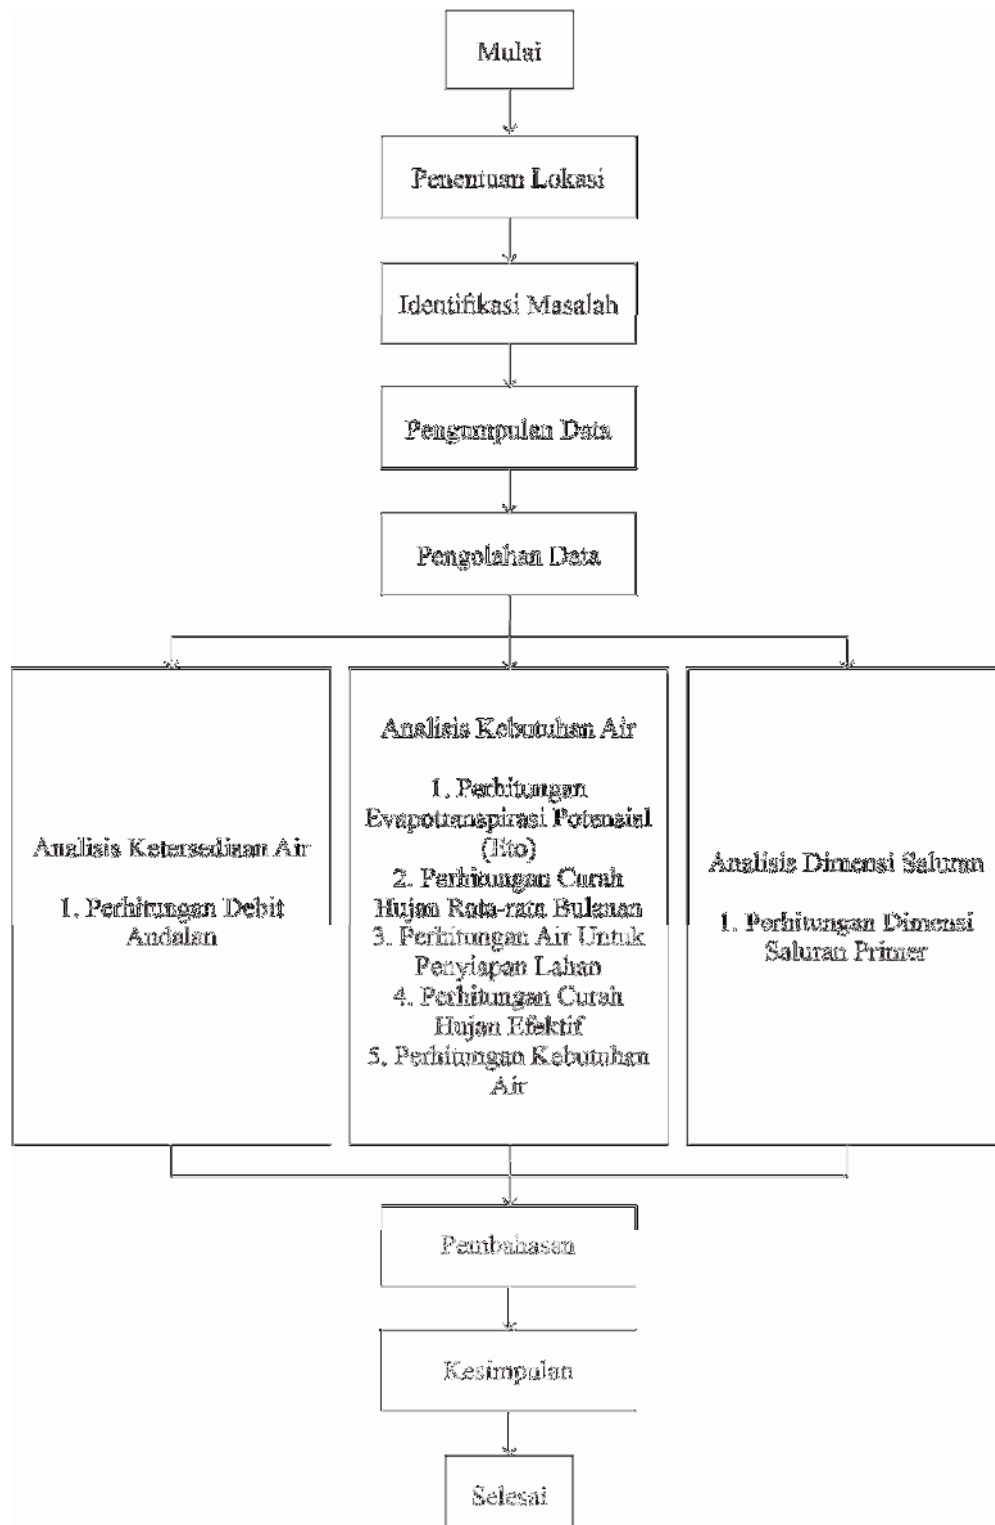 Mulai
Penentuan Lokasi
Identifikasi Masalah
Pengumpulan Data
Pengolahan Data
Analisis Ketersediaan Air
1. Perhitungan Debit
Andalan
Analisis Kebutuhan Air
1. Perhitungan
Evapotranspirasi Potensial
(Eto)
2. Perhitungan Curah
Hujan Rata-rata Bulanan
3. Perhitungan Air Untuk
Penyiapan Lahan
4. Perhitungan Curah
Hujan Efektif
5. Perhitungan Kebutuhan
Air
Analisis Dimensi Saluran
1. Perhitungan Dimensi
Saluran Primer
Pembahasan
Kesimpulan
Selesai